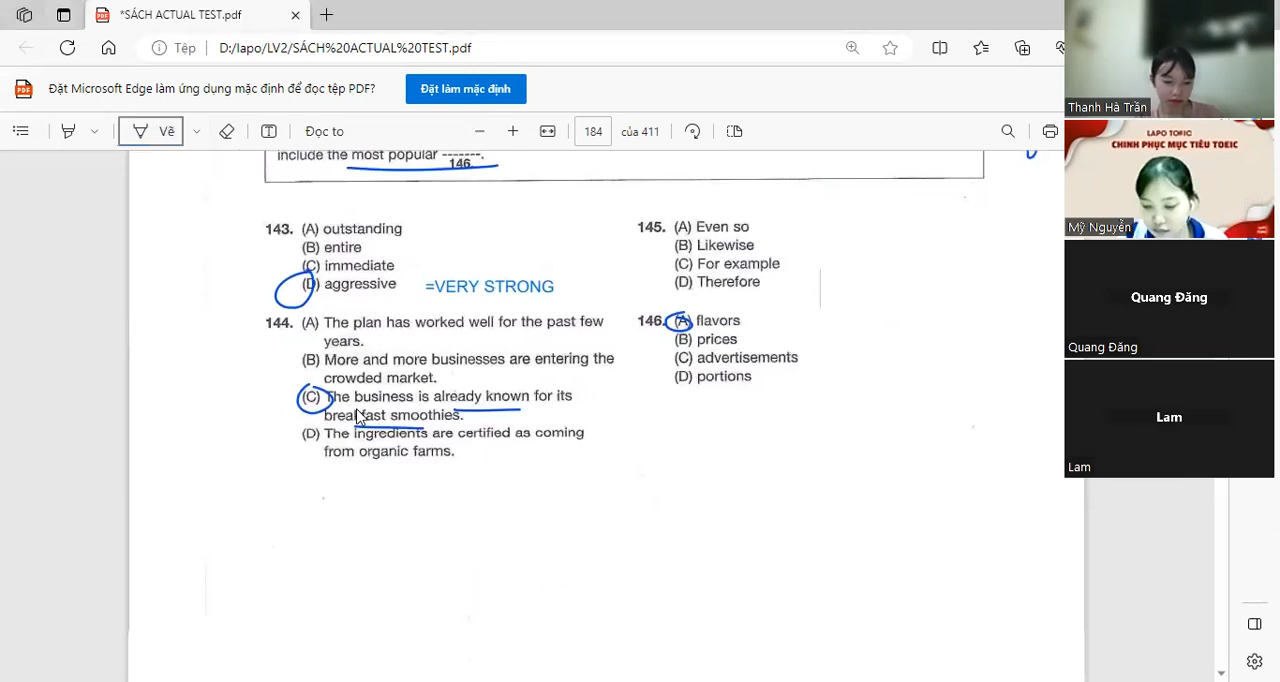 *SÁCH ACTUAL TEST.pdf
Tệp
D:/lapo/LV2/SÁCH%20ACTUAL%20TEST.pdf
Đặt Microsoft Edge làm ứng dụng mặc định để đọc tệp PDF?
Đặt làm mặc định
Vẽ
Đọc to
184
của 411
include the most popular -------.
146
143. (A) outstanding
(B) entire
(C) immediate
(D) aggressive
=VERY STRONG
144. (A) The plan has worked well for the past few
years.
(B) More and more businesses are entering the
crowded market.
(C) The business is already known for its
breakfast smoothies.
(D) The ingredients are certified as coming
from organic farms.
145. (A) Even so
(B) Likewise
(C) For example
(D) Therefore
146. (A) flavors
(B) prices
(C) advertisements
(D) portions
Thanh Hà Trần
LAPO TOEIC
CHINH PHỤC MỤC TIÊU TOEIC
Mỹ Nguyễn
Quang Đăng
Quang Đăng
Lam
Lam